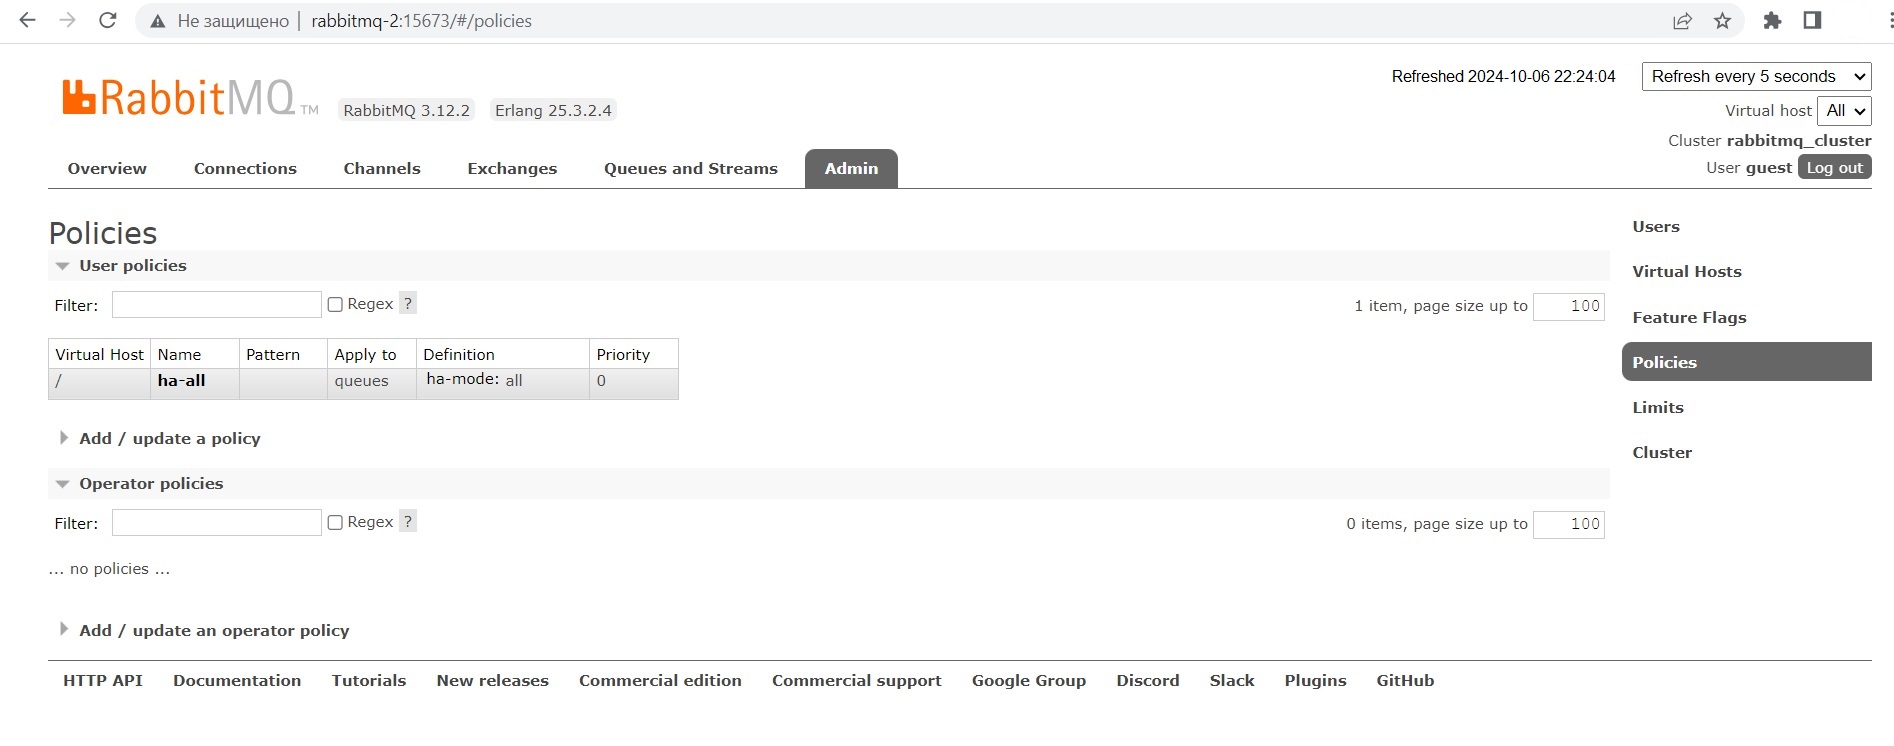 Не защищено | rabbitmq-2:15673/#/policies
Refreshed 2024-10-06 22:24:04 Refresh every 5 seconds
RabbitMQ TM RabbitMQ 3.12.2 Erlang 25.3.2.4
Virtual host All
Cluster rabbitmq_cluster
User guest Log out
Overview Connections Channels Exchanges Queues and Streams Admin
Policies
User policies
Filter: Regex ? 1 item, page size up to 100
Virtual Host Name Pattern Apply to Definition Priority
/ ha-all queues ha-mode: all 0
Add / update a policy
Operator policies
Filter: Regex ? 0 items, page size up to 100
... no policies ...
Add / update an operator policy
Users
Virtual Hosts
Feature Flags
Policies
Limits
Cluster
HTTP API Documentation Tutorials New releases Commercial edition Commercial support Google Group Discord Slack Plugins GitHub